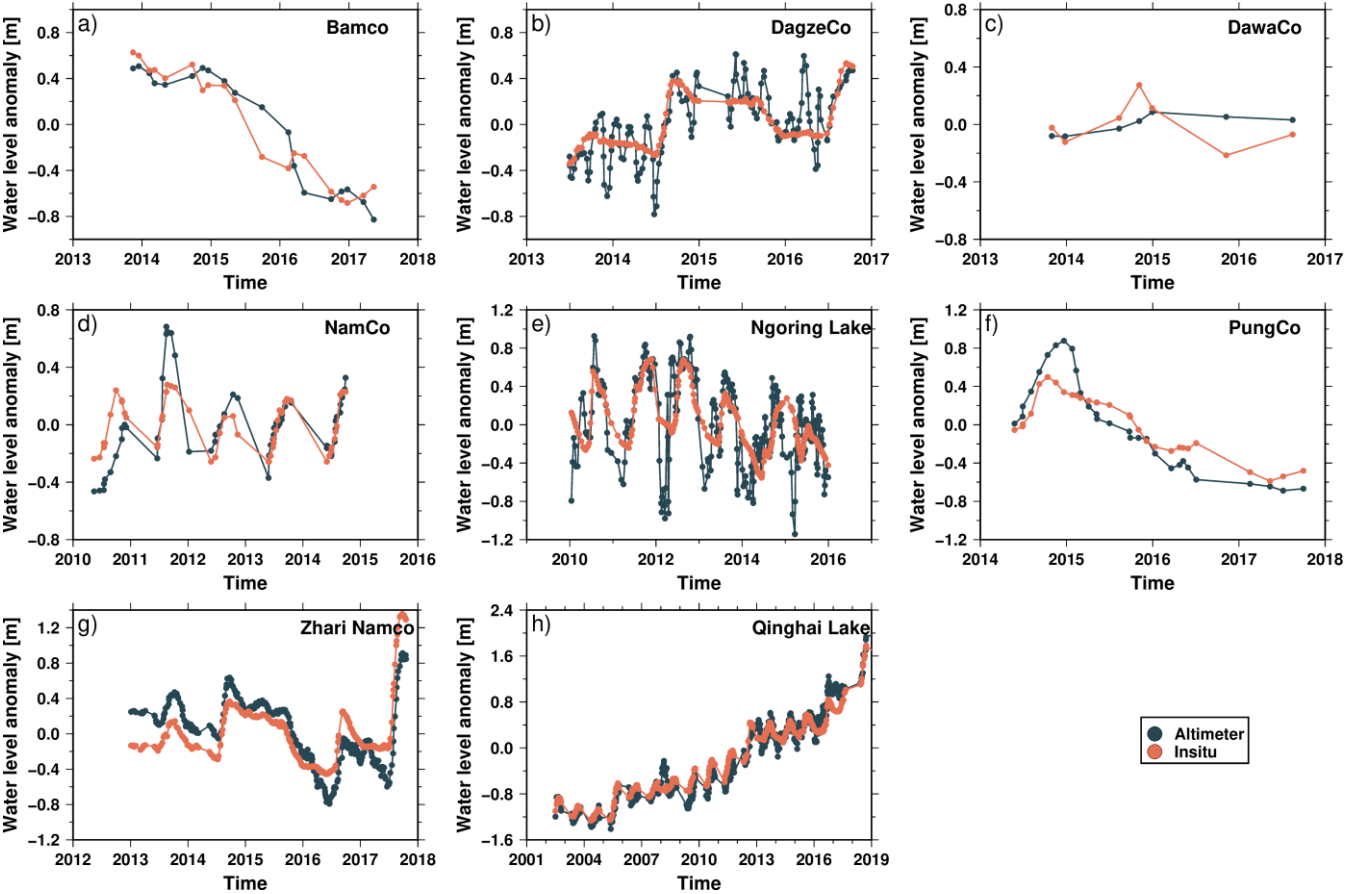 a)
Bamco
Water level anomaly [m]
0.8
0.4
0.0
−0.4
−0.8
2013 2014 2015 2016 2017 2018
Time
b)
DagzeCo
Water level anomaly [m]
0.8
0.4
0.0
−0.4
−0.8
2013 2014 2015 2016 2017
Time
c)
DawaCo
Water level anomaly [m]
0.8
0.4
0.0
−0.4
−0.8
2013 2014 2015 2016 2017
Time
d)
NamCo
Water level anomaly [m]
0.8
0.4
0.0
−0.4
−0.8
2010 2011 2012 2013 2014 2015 2016
Time
e)
Ngoring Lake
Water level anomaly [m]
1.2
0.8
0.4
0.0
−0.4
−0.8
−1.2
2010 2012 2014 2016
Time
f)
PungCo
Water level anomaly [m]
1.2
0.8
0.4
0.0
−0.4
−0.8
−1.2
2014 2015 2016 2017 2018
Time
g)
Zhari Namco
Water level anomaly [m]
1.2
0.8
0.4
0.0
−0.4
−0.8
−1.2
2012 2013 2014 2015 2016 2017 2018
Time
h)
Qinghai Lake
Water level anomaly [m]
2.4
1.6
0.8
0.0
−0.8
−1.6
2001 2004 2007 2010 2013 2016 2019
Time
Altimeter
Insitu